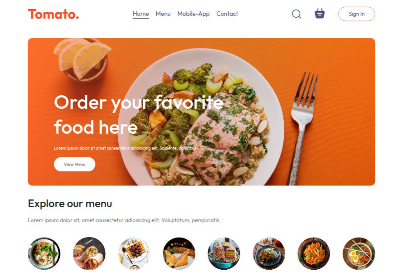 Tomato.
Home Menu Mobile-App Contact
Sign In
Order your favorite
food here
Lorem ipsum dolor sit amet consectetur adipisicing elit. Sapiente, doloribus.
View Menu
Explore our menu
Lorem ipsum dolor sit, amet consectetur adipisicing elit. Voluptatum, perspiciatis.